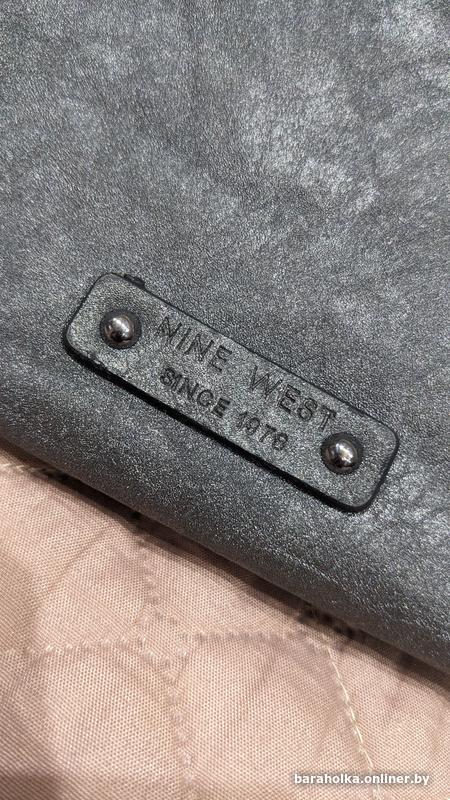 NINE WEST
SINCE 1978
baraholka.onliner.by